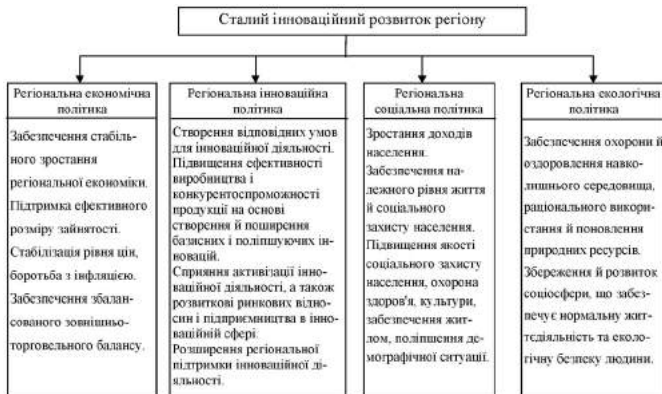 Сталий інноваційний розвиток регіону
Регіональна економічна
політика
Забезпечення стабіль-
ного зростання
регіональної економіки.
Підтримка ефективного
розміру зайнятості.
Стабілізація рівня цін,
боротьба з інфляцією.
Забезпечення збалан-
сованого зовнішньо-
торговельного балансу.
Регіональна інноваційна
політика
Створення відповідних умов
для інноваційної діяльності.
Підвищення ефективності
виробництва і
конкурентоспроможності
продукції на основі
створення й поширення
базисних і поліпшуючих ін-
новацій.
Сприяння активізації інно-
ваційної діяльності, а також
розвиткові ринкових відно-
син і підприємництва в інно-
ваційній сфері.
Розширення регіональної
підтримки інноваційної ді-
яльності.
Регіональна
соціальна політика
Зростання доходів
населення.
Забезпечення на-
лежного рівня життя
й соціального
захисту населення.
Підвищення якості
соціального захисту
населення, охорона
здоров'я, культури,
забезпечення жит-
лом, поліпшення де-
мографічної ситуації.
Регіональна екологічна
політика
Забезпечення охорони й
оздоровлення навко-
лишнього середовища,
раціонального викори-
стання й поновлення
природних ресурсів.
Збереження й розвиток
соціосфери, що забез-
печує нормальну жит-
тєдіяльність та еколо-
гічну безпеку людини.